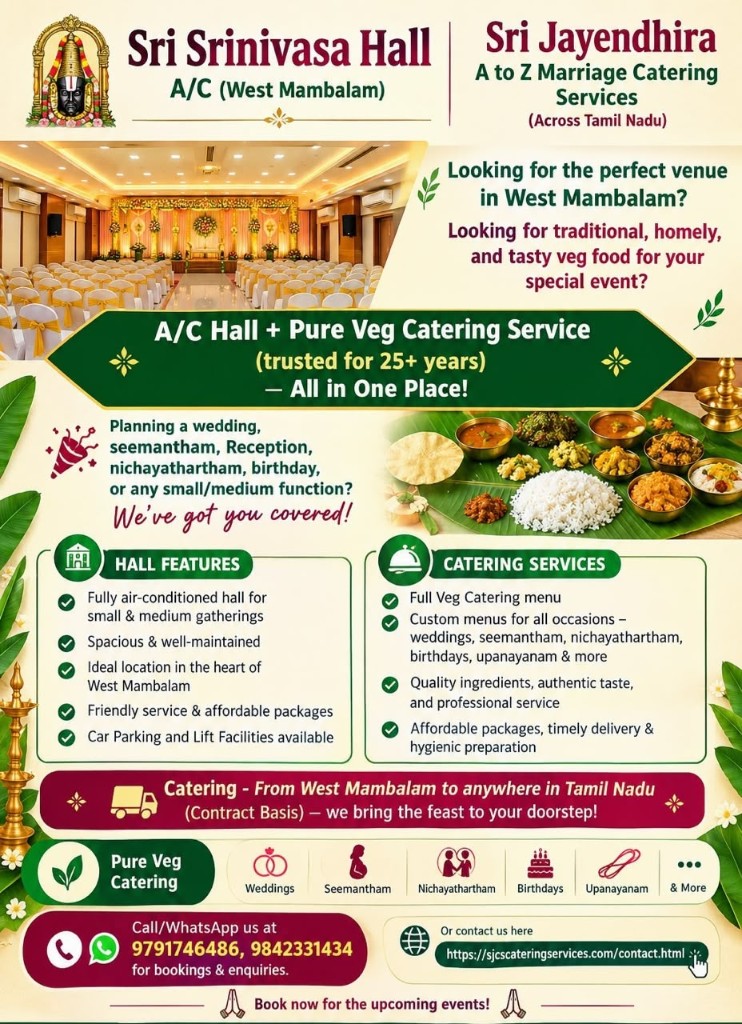 Sri Srinivasa Hall
A/C (West Mambalam)
Sri Jayendhira
A to Z Marriage Catering
Services
(Across Tamil Nadu)
Looking for the perfect venue
in West Mambalam?
Looking for traditional, homely,
and tasty veg food for your
special event?
A/C Hall + Pure Veg Catering Service
(trusted for 25+ years)
— All in One Place!
Planning a wedding,
seemantham, Reception,
nichayathartham, birthday,
or any small/medium function?
We've got you covered!
HALL FEATURES
Fully air-conditioned hall for
small & medium gatherings
Spacious & well-maintained
Ideal location in the heart of
West Mambalam
Friendly service & affordable packages
Car Parking and Lift Facilities available
CATERING SERVICES
Full Veg Catering menu
Custom menus for all occasions –
weddings, seemantham, nichayathartham,
birthdays, upanayanam & more
Quality ingredients, authentic taste,
and professional service
Affordable packages, timely delivery &
hygienic preparation
Catering - From West Mambalam to anywhere in Tamil Nadu
(Contract Basis) — we bring the feast to your doorstep!
Pure Veg
Catering
Weddings
Seemantham
Nichayathartham
Birthdays
Upanayanam
& More
Call/WhatsApp us at
9791746486, 9842331434
for bookings & enquiries.
Or contact us here
https://sjcscateringservices.com/contact.html
Book now for the upcoming events!